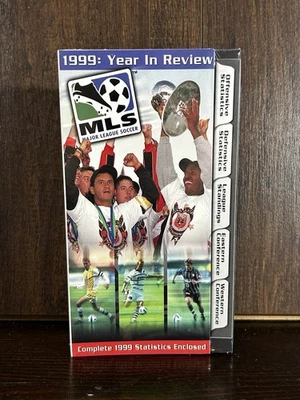 1999: Year In Review
TM
MLS
MAJOR LEAGUE SOCCER
Offensive
Statistics
Defensive
Statistics
League
Standings
Eastern
Conference
Western
Conference
Complete 1999 Statistics Enclosed